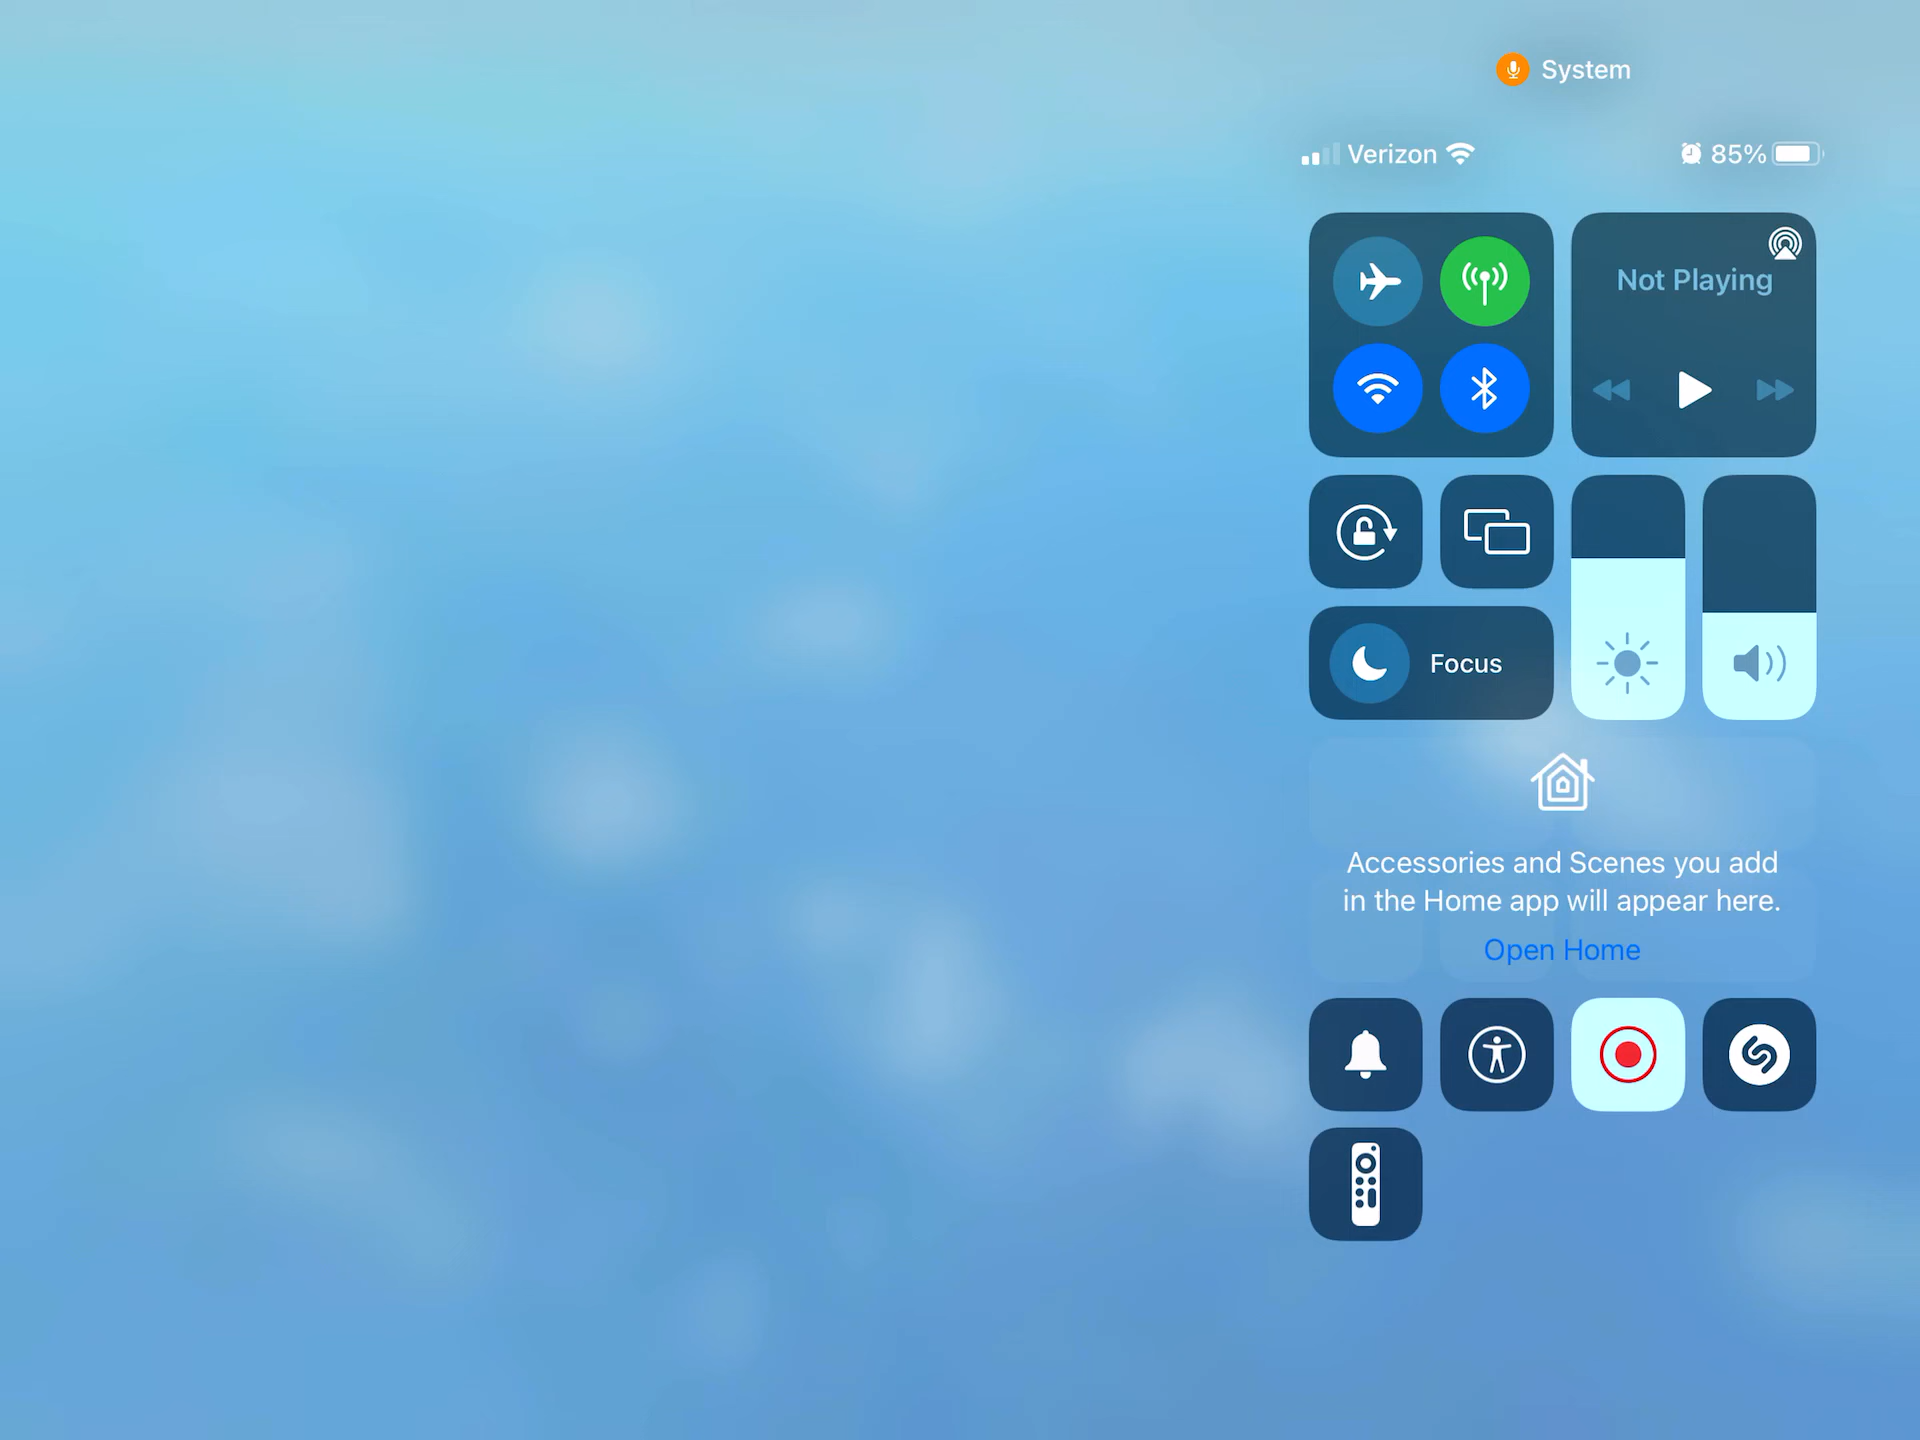 System
Verizon
85%
Not Playing
Focus
Accessories and Scenes you add
in the Home app will appear here.
Open Home